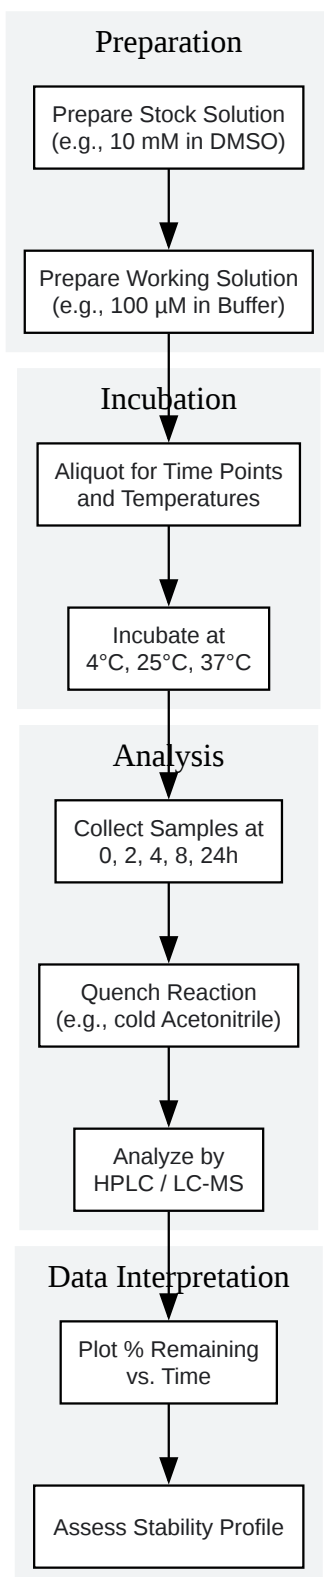 Preparation
Prepare Stock Solution
(e.g., 10 mM in DMSO)
Prepare Working Solution
(e.g., 100 µM in Buffer)
Incubation
Aliquot for Time Points
and Temperatures
Incubate at
4°C, 25°C, 37°C
Analysis
Collect Samples at
0, 2, 4, 8, 24h
Quench Reaction
(e.g., cold Acetonitrile)
Analyze by
HPLC / LC-MS
Data Interpretation
Plot % Remaining
vs. Time
Assess Stability Profile